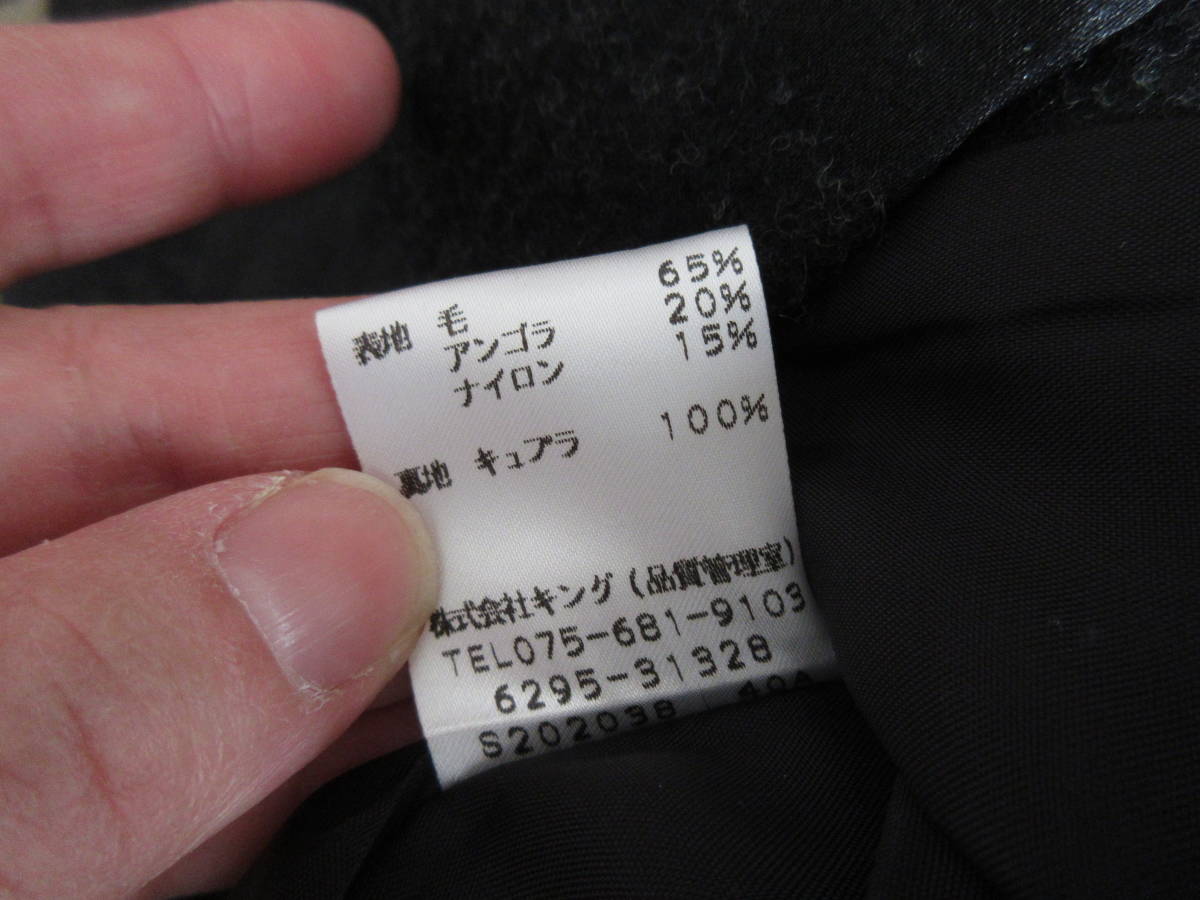 表地 毛 65%
アンゴラ 20%
ナイロン 15%
裏地 キュプラ 100%
株式会社キング(品質管理室)
TEL075-681-9103
6295-31328
S202038